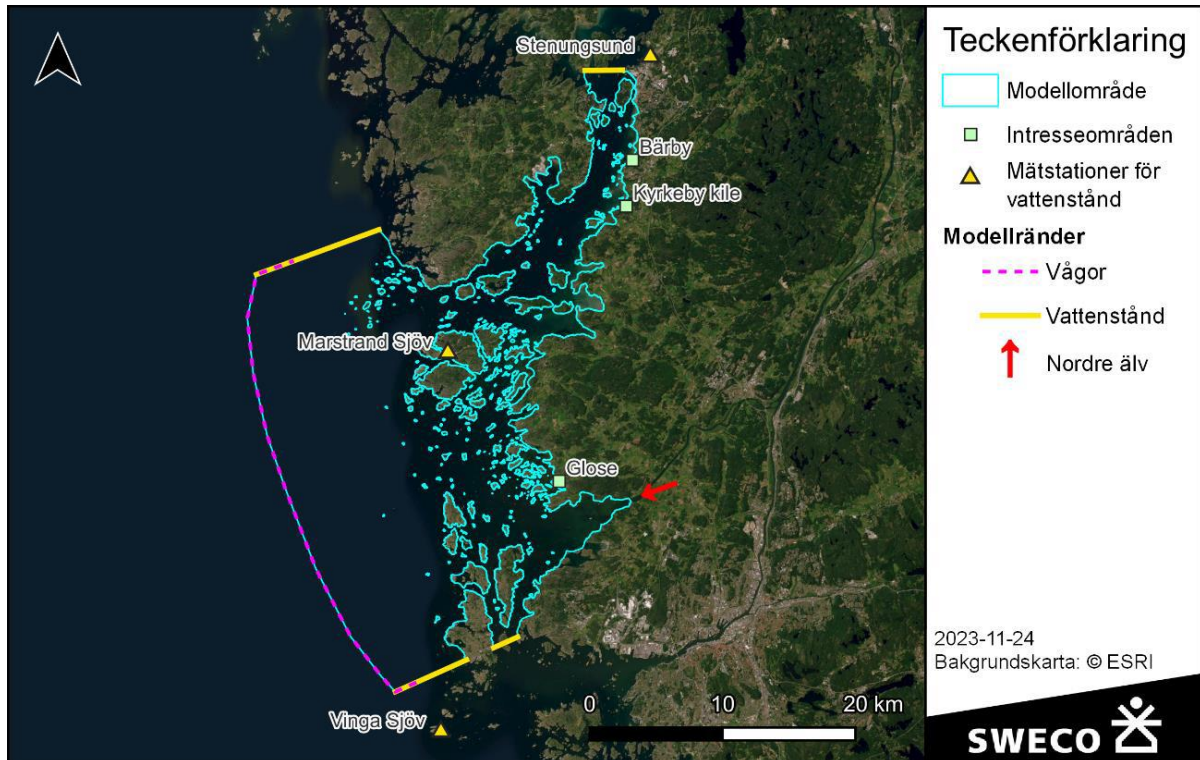 Stenungsund
Bärby
Kyrkeby kile
Marstrand Sjöv
Glose
Vinga Sjöv
0 10 20 km
Teckenförklaring
Modellområde
Intresseområden
Mätstationer för
vattenstånd
Modellränder
Vågor
Vattenstånd
Nordre älv
2023-11-24
Bakgrundskarta: © ESRI
SWECO